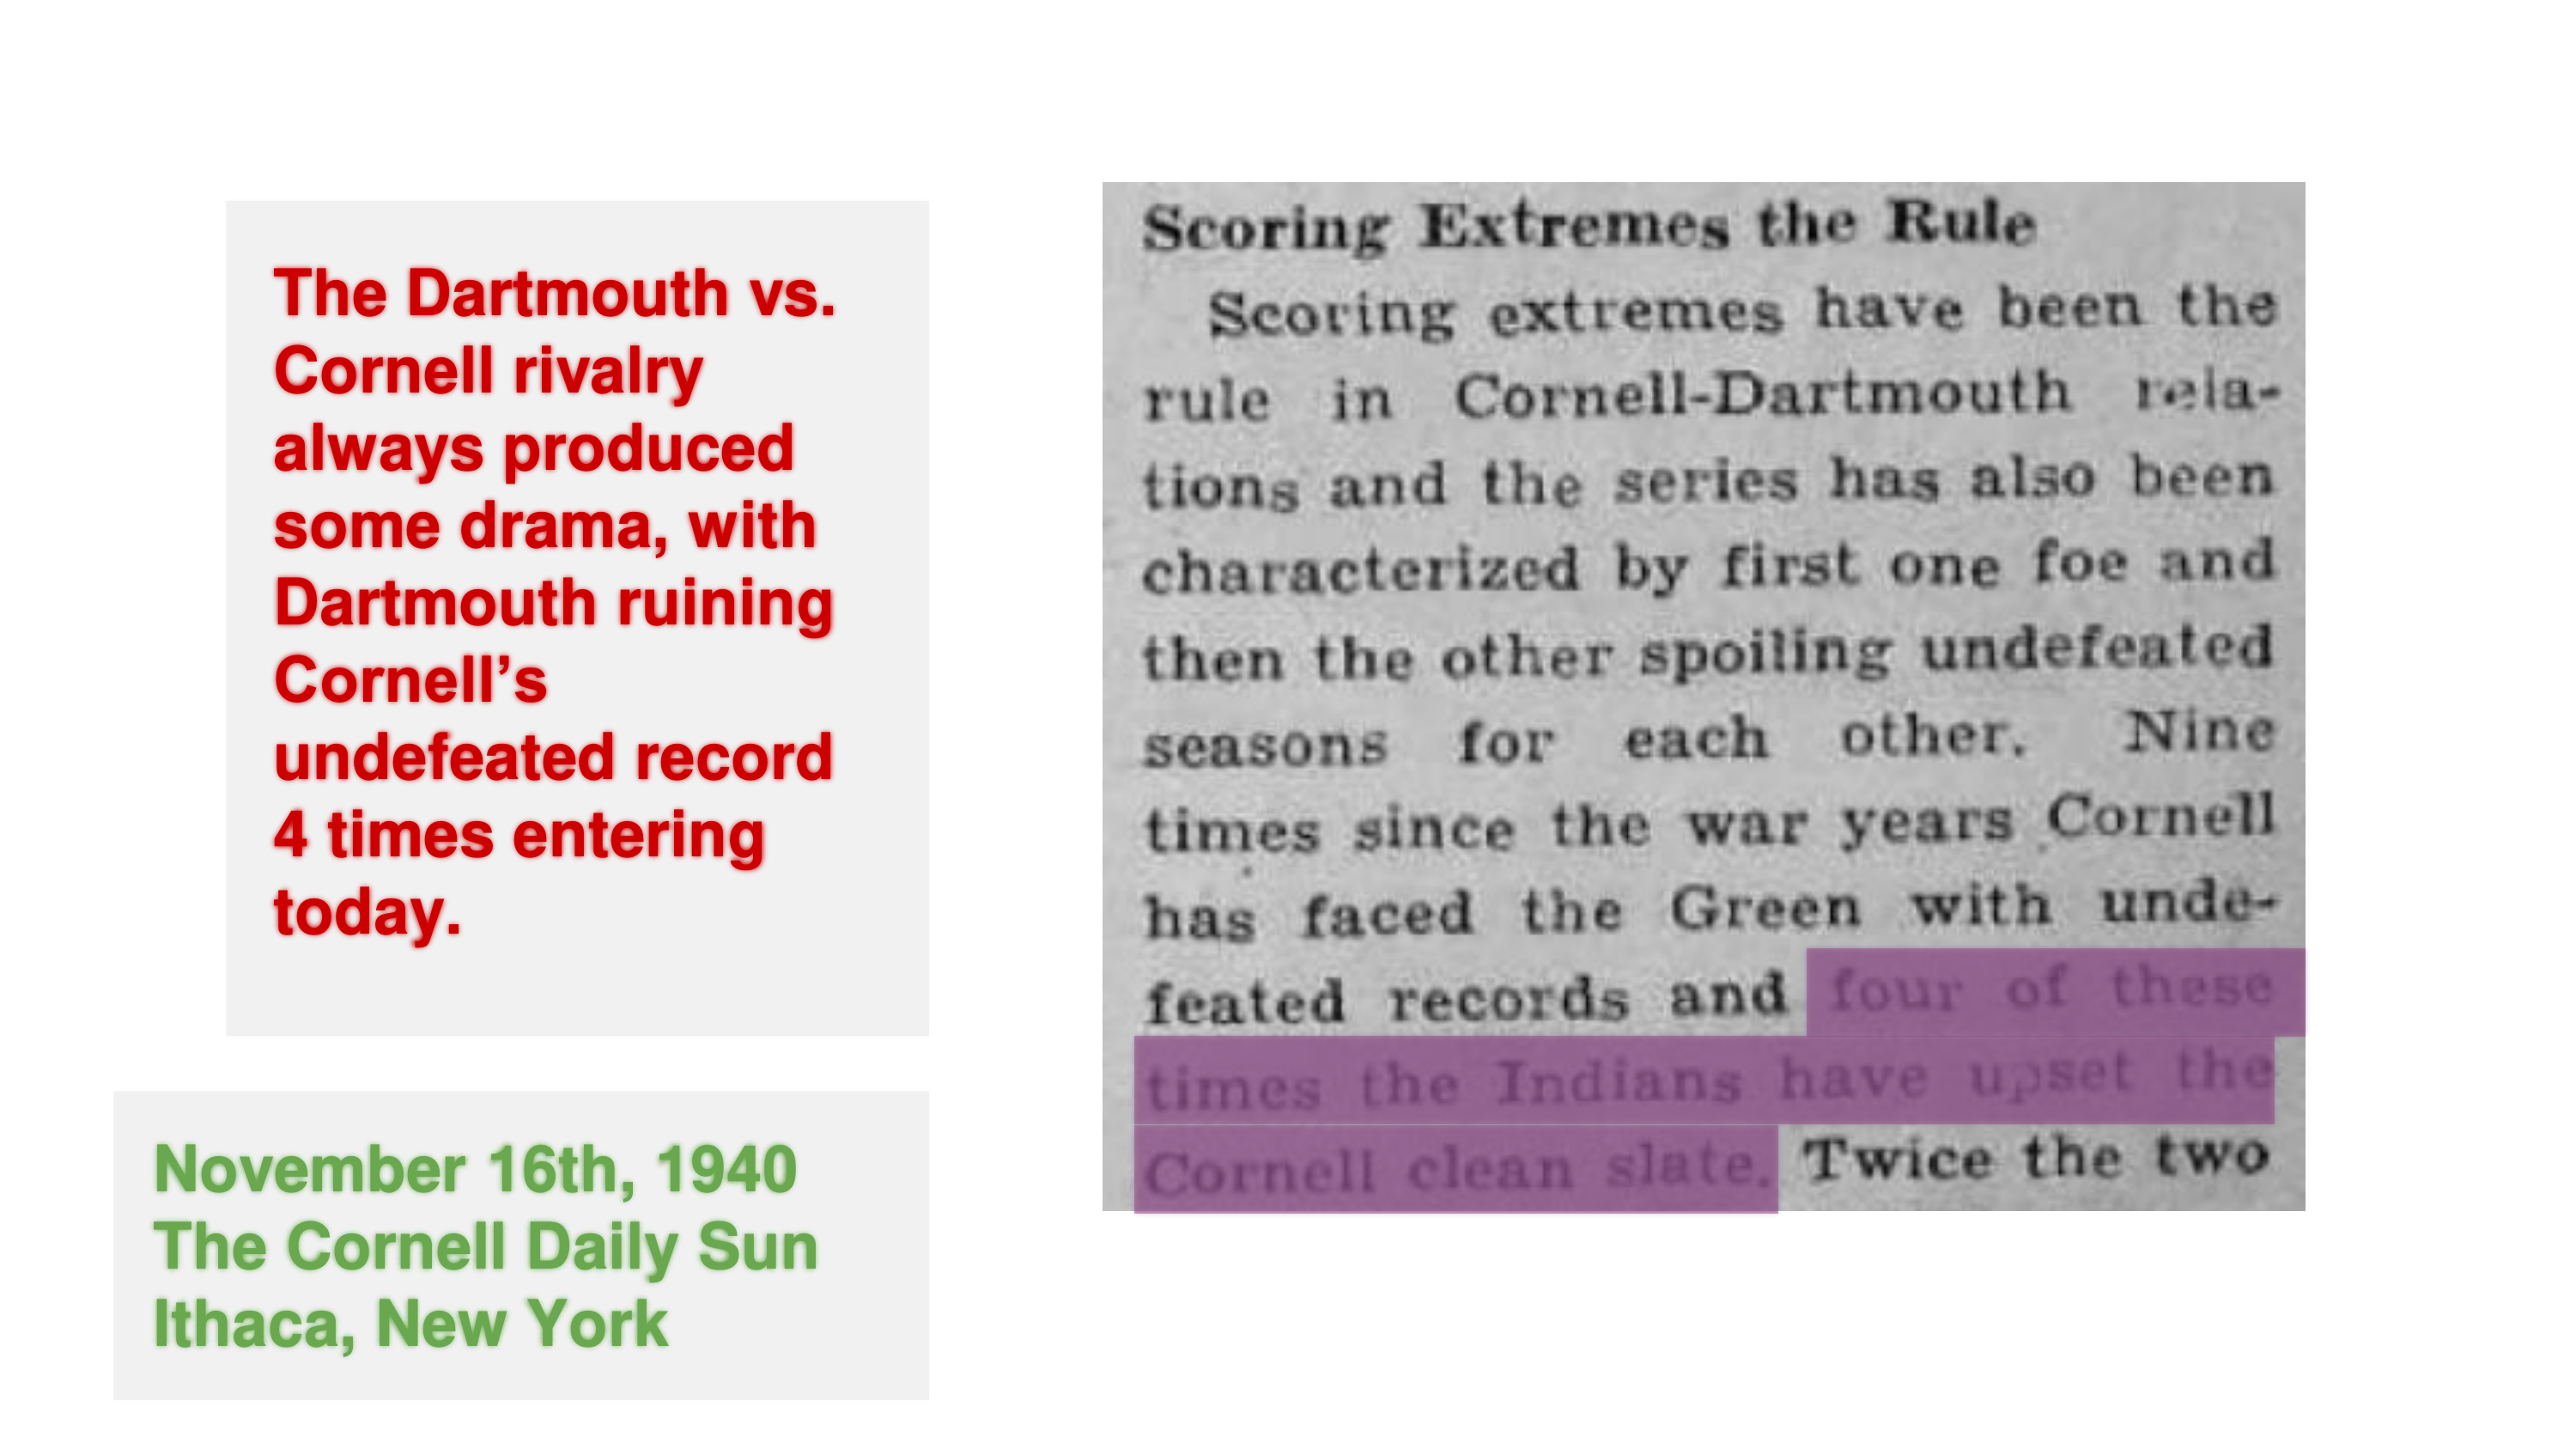 The Dartmouth vs.
Cornell rivalry
always produced
some drama, with
Dartmouth ruining
Cornell’s
undefeated record
4 times entering
today.
November 16th, 1940
The Cornell Daily Sun
Ithaca, New York
Scoring Extremes the Rule
Scoring extremes have been the
rule in Cornell-Dartmouth rela-
tions and the series has also been
characterized by first one foe and
then the other spoiling undefeated
seasons for each other. Nine
times since the war years Cornell
has faced the Green with unde-
feated records and four of these
times the Indians have upset the
Cornell clean slate. Twice the two